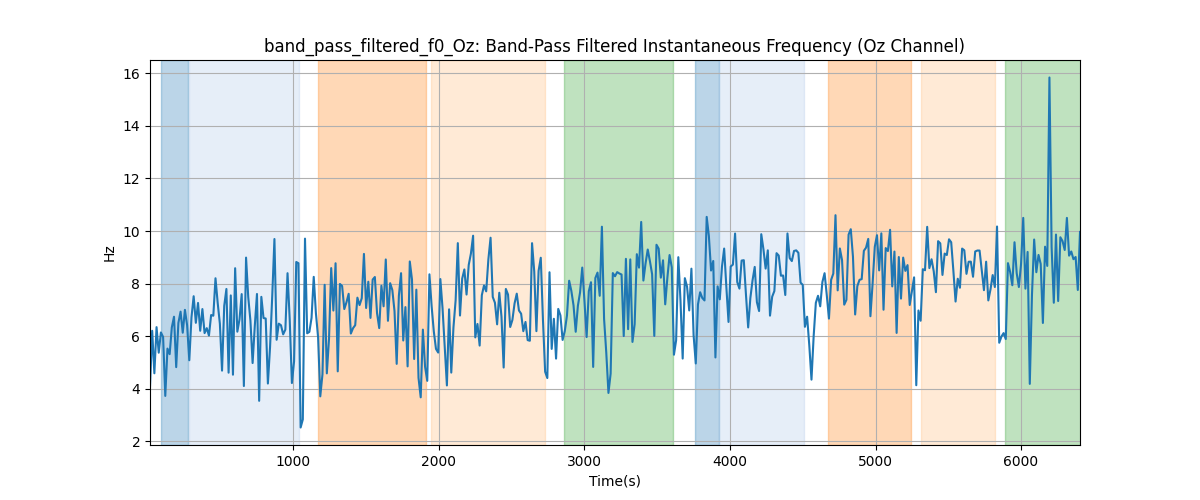 band_pass_filtered_f0_Oz: Band-Pass Filtered Instantaneous Frequency (Oz Channel)
16
14
12
10
8
6
4
2
Hz
1000 2000 3000 4000 5000 6000
Time(s)